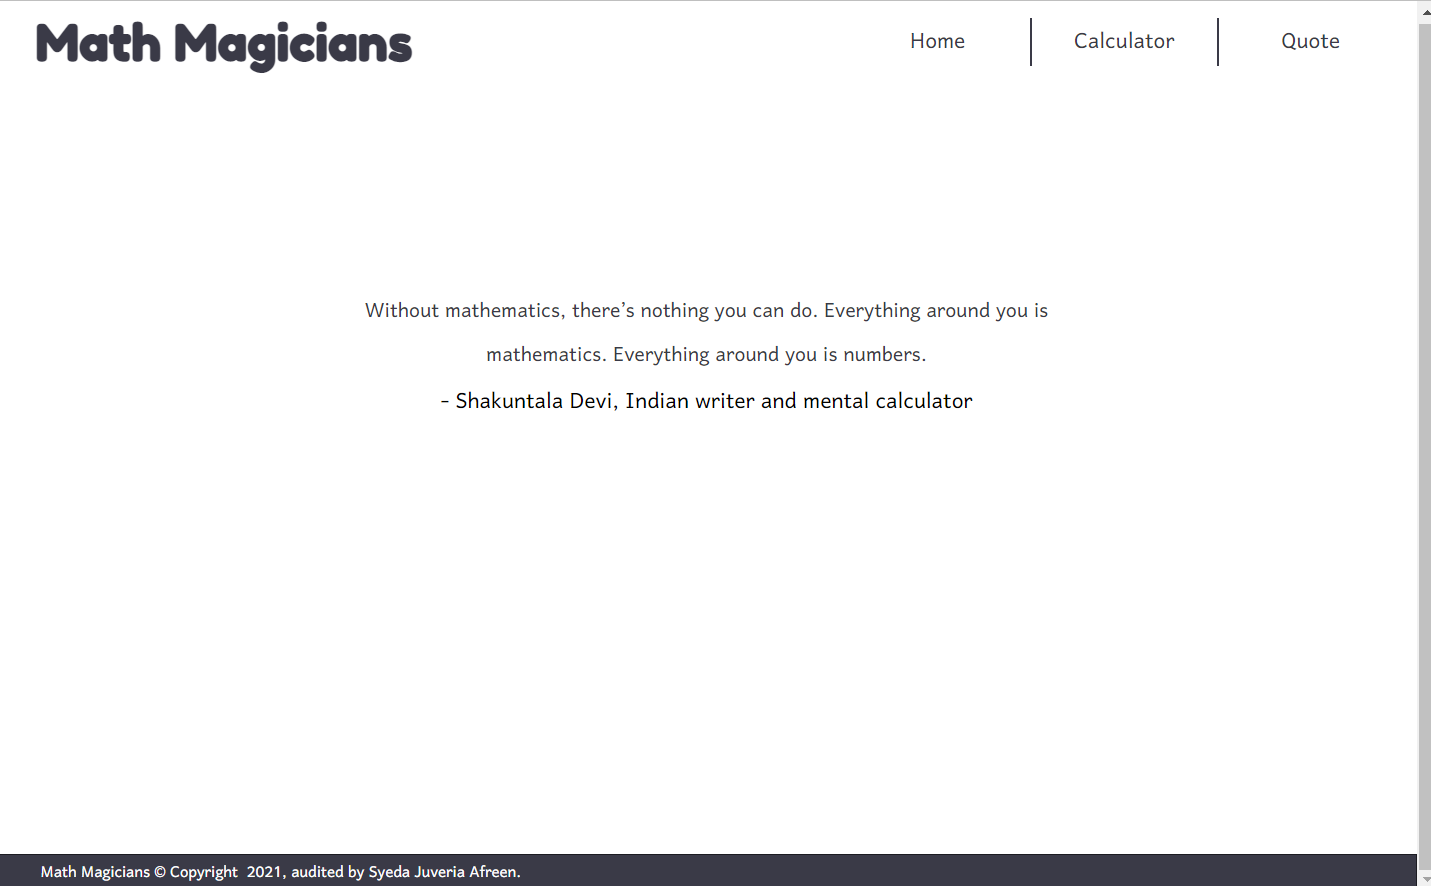 Math Magicians
Home
Calculator
Quote
Without mathematics, there’s nothing you can do. Everything around you is
mathematics. Everything around you is numbers.
- Shakuntala Devi, Indian writer and mental calculator
Math Magicians © Copyright  2021, audited by Syeda Juveria Afreen.